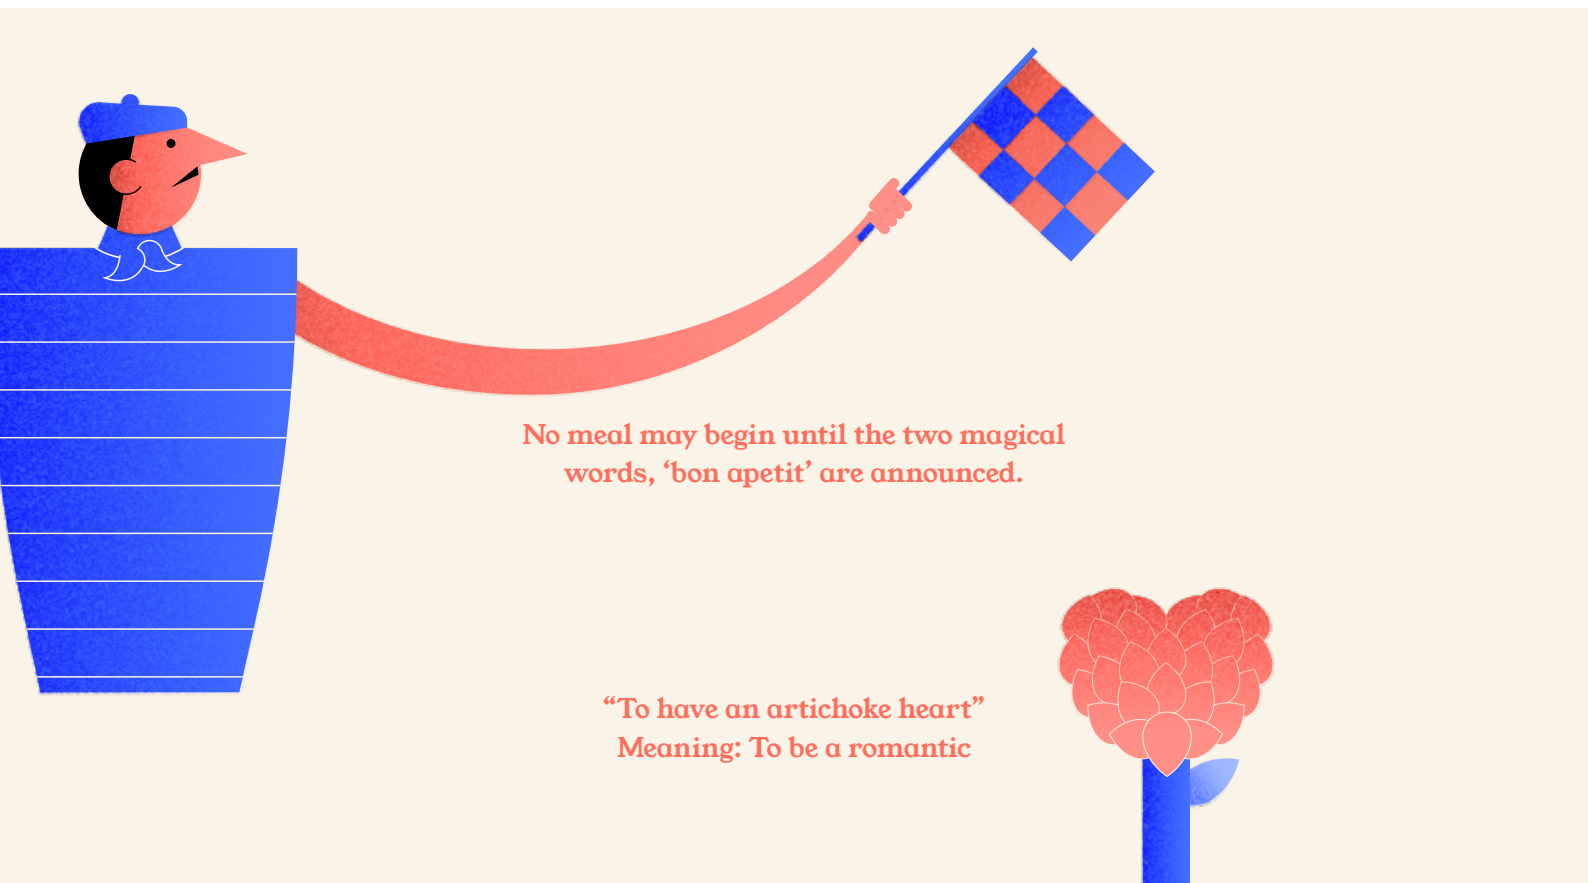 No meal may begin until the two magical
words, ‘bon apetit’ are announced.
“To have an artichoke heart”
Meaning: To be a romantic